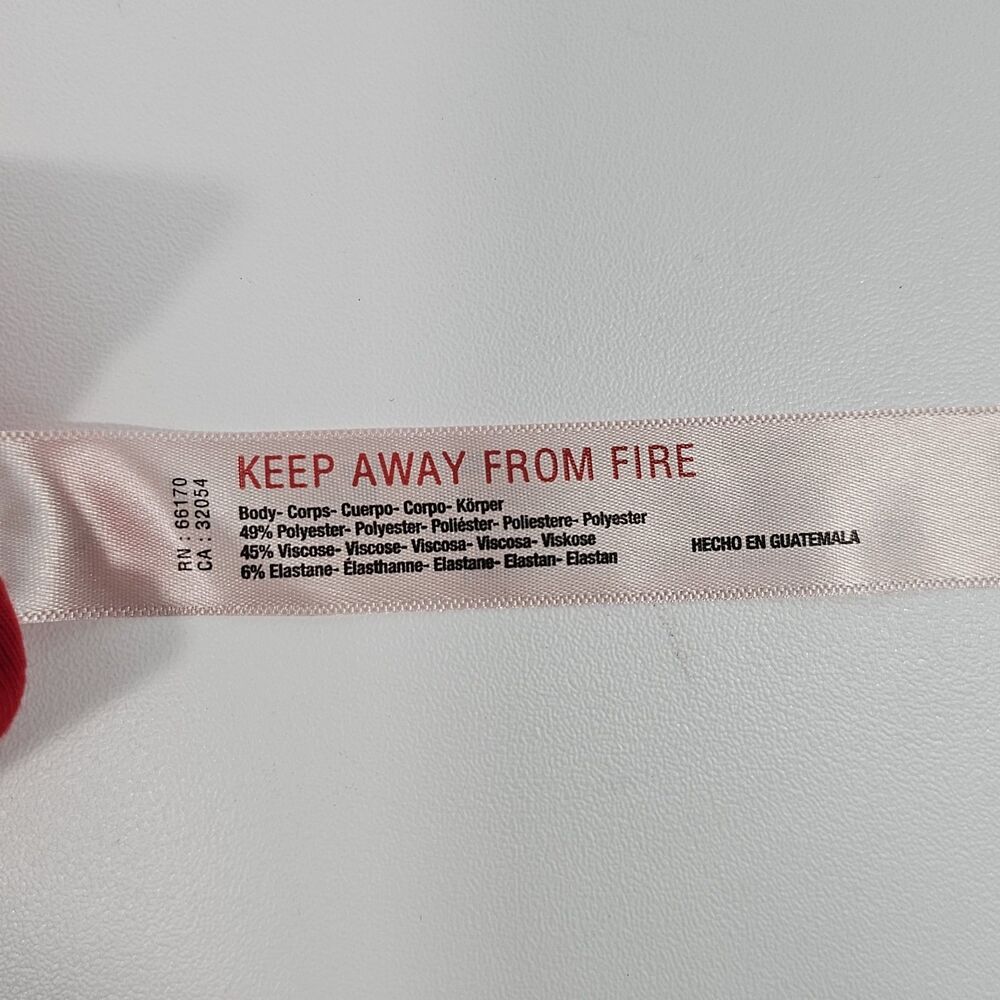 RN : 66170
CA : 32054
KEEP AWAY FROM FIRE
Body- Corps- Cuerpo- Corpo- Körper
49% Polyester- Polyester- Poliéster- Poliestere- Polyester
45% Viscose- Viscose- Viscosa- Viscosa- Viskose
6% Elastane- Élasthanne- Elastane- Elastan- Elastan
HECHO EN GUATEMALA